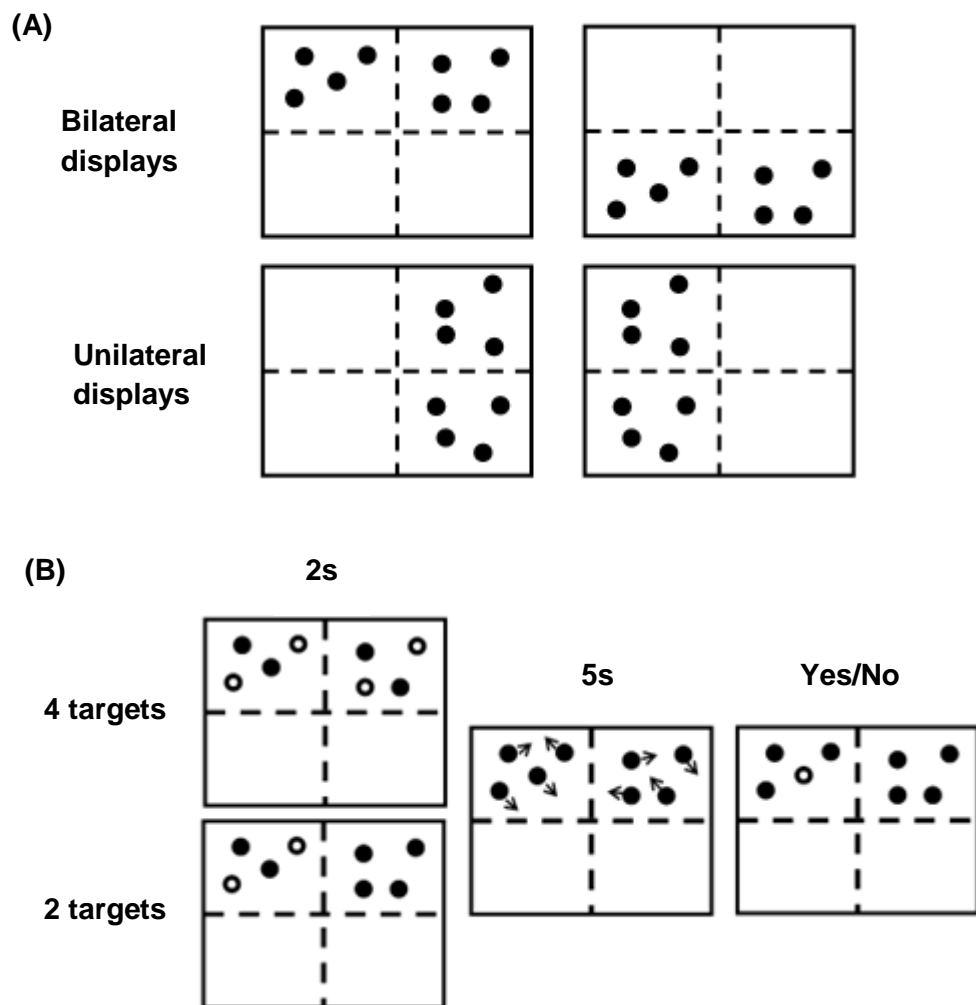 (A)
Bilateral
displays
Unilateral
displays
(B)
2s
4 targets
5s
Yes/No
2 targets